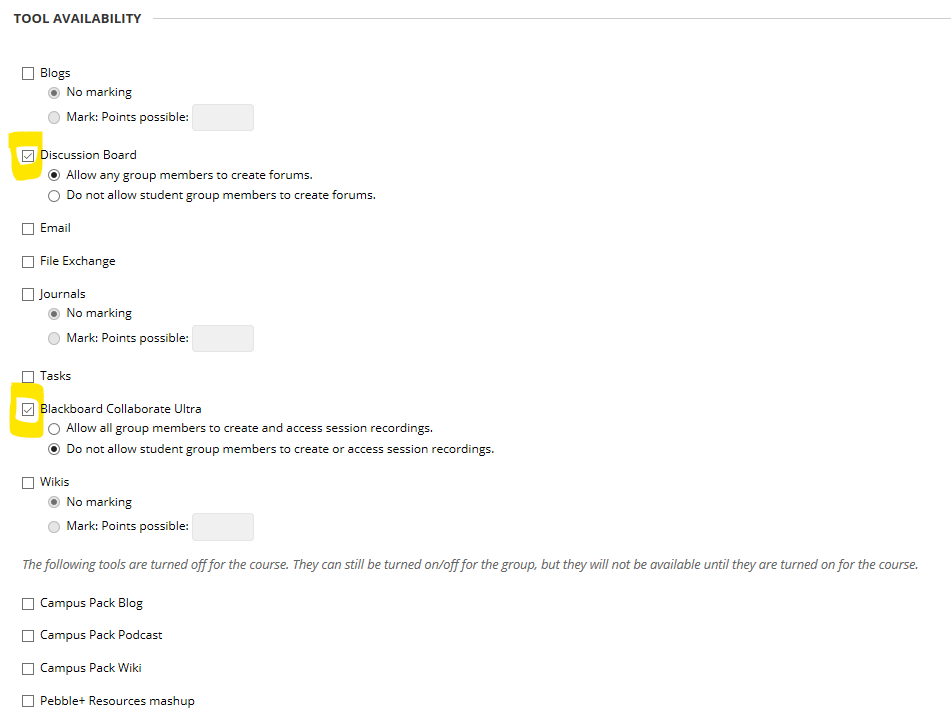 TOOL AVAILABILITY
Blogs
No marking
Mark: Points possible:
Discussion Board
Allow any group members to create forums.
Do not allow student group members to create forums.
Email
File Exchange
Journals
No marking
Mark: Points possible:
Tasks
Blackboard Collaborate Ultra
Allow all group members to create and access session recordings.
Do not allow student group members to create or access session recordings.
Wikis
No marking
Mark: Points possible:
The following tools are turned off for the course. They can still be turned on/off for the group, but they will not be available until they are turned on for the course.
Campus Pack Blog
Campus Pack Podcast
Campus Pack Wiki
Pebble+ Resources mashup